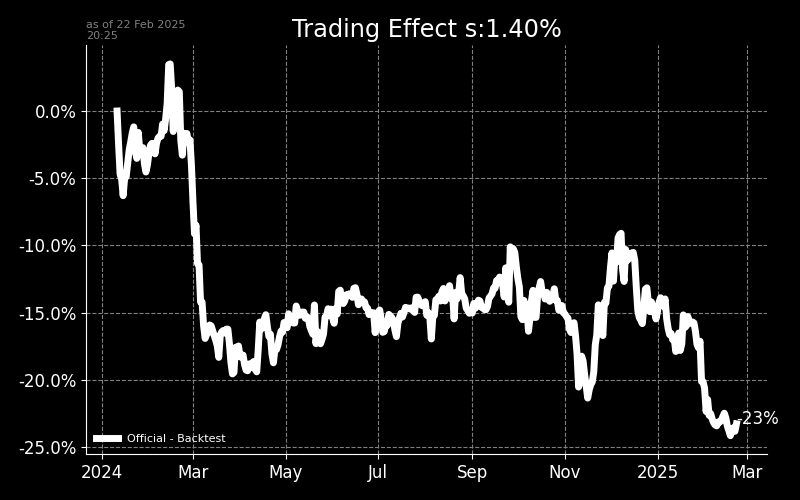 as of 22 Feb 2025
20:25
Trading Effect s:1.40%
0.0%
-5.0%
-10.0%
-15.0%
-20.0%
-25.0%
-23%
Official - Backtest
2024 Mar May Jul Sep Nov 2025 Mar